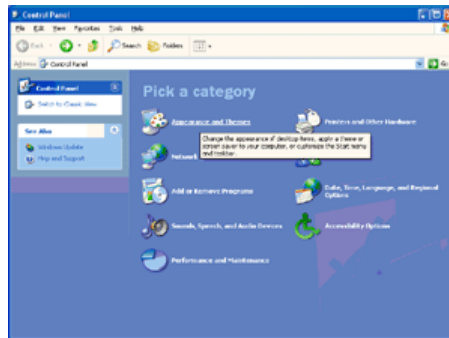 Control Panel
File Edit View Favorites Tools Help
Back Search Folders
Address Control Panel Go
Control Panel
Switch to Classic View
See Also
Windows Update
Help and Support
Pick a category
Appearance and Themes
Printers and Other Hardware
Change the appearance of desktop items, apply a theme or
screen saver to your computer, or customize the Start menu
and taskbar.
Network
Add or Remove Programs
Date, Time, Language, and Regional
Options
Sounds, Speech, and Audio Devices
Accessibility Options
Performance and Maintenance